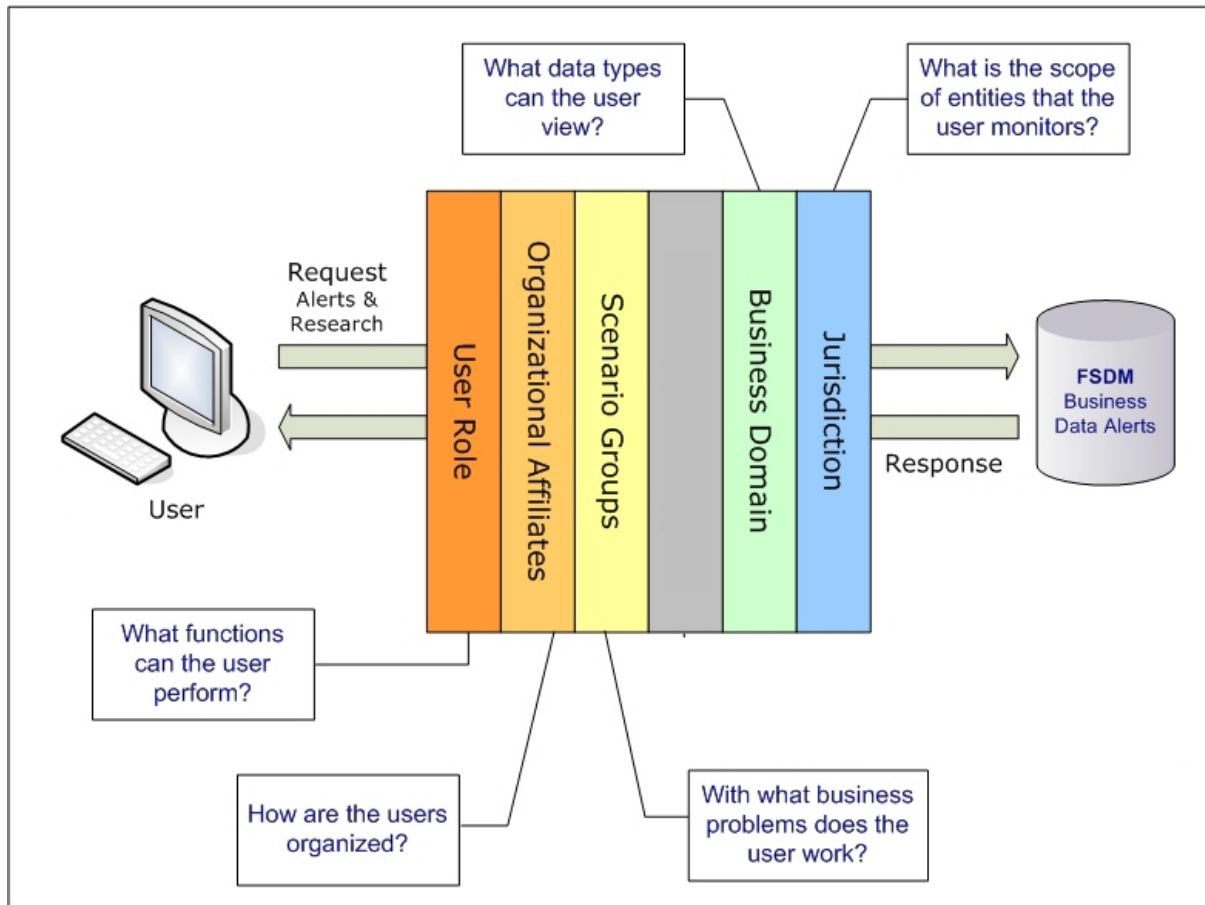 What data types
can the user
view?
What is the scope
of entities that the
user monitors?
Request
Alerts &
Research
User
User Role
Organizational Affiliates
Scenario Groups
Business Domain
Jurisdiction
Response
FSDM
Business
Data Alerts
What functions
can the user
perform?
How are the users
organized?
With what business
problems does the
user work?